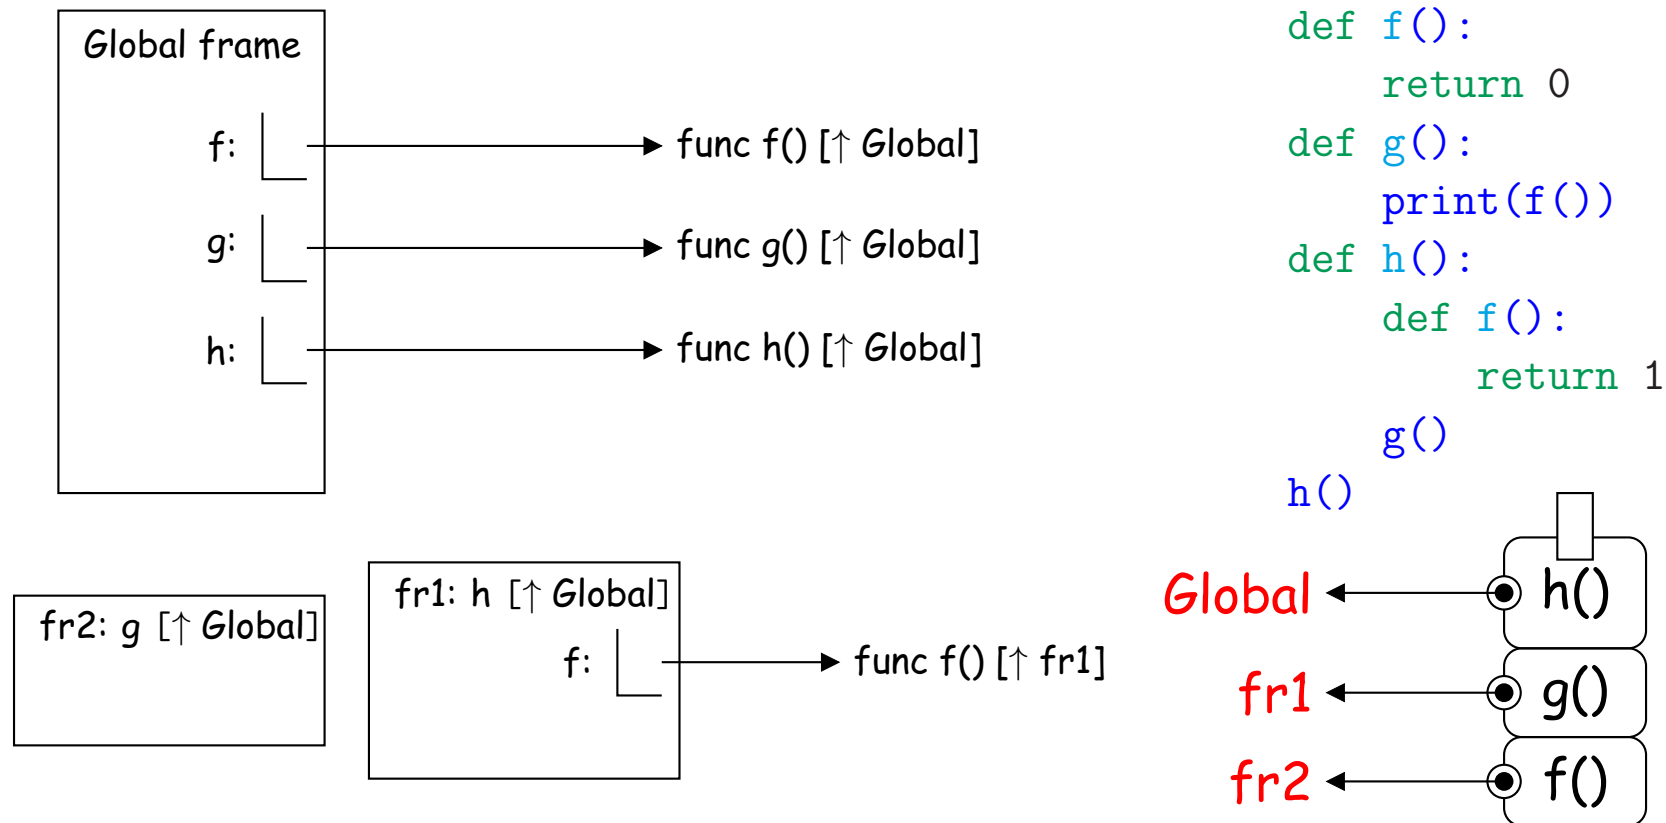 Global frame
f:
func f() [↑ Global]
g:
func g() [↑ Global]
h:
func h() [↑ Global]
def f():
    return 0
def g():
    print(f())
def h():
    def f():
        return 1
    g()
h()
fr2: g [↑ Global]
fr1: h [↑ Global]
f:
func f() [↑ fr1]
Global h()
fr1 g()
fr2 f()